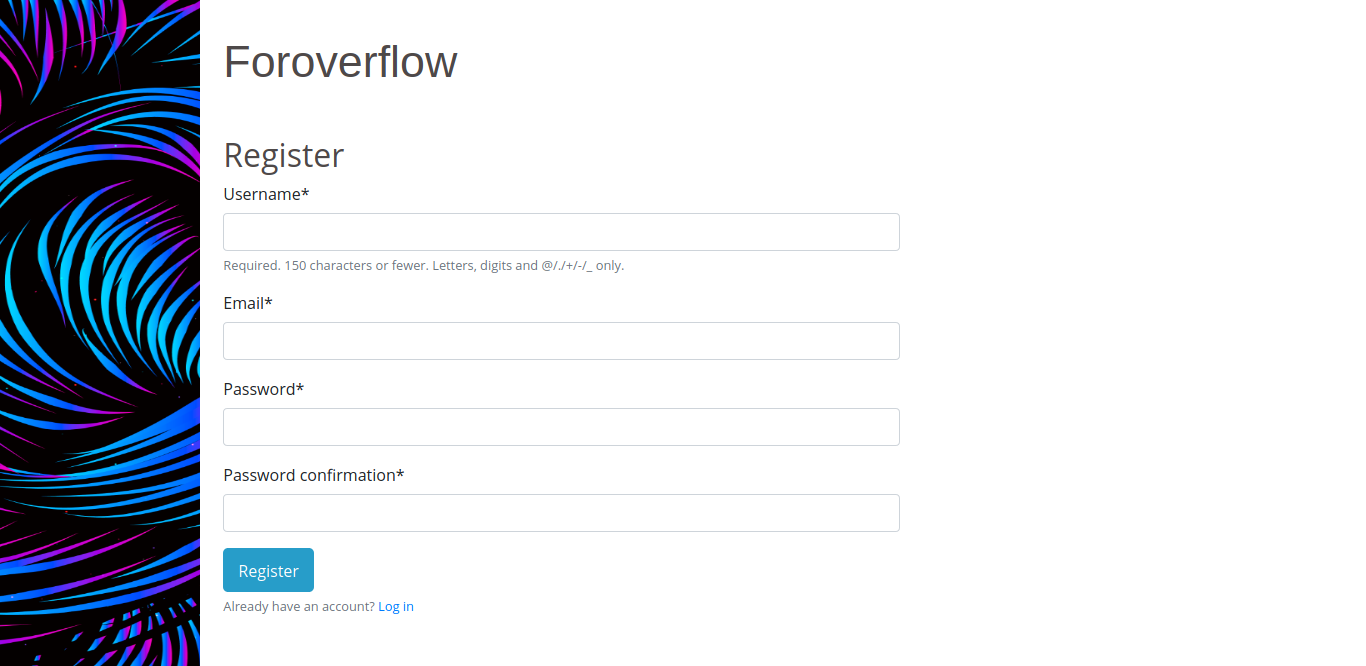 Foroverflow
Register
Username*
Required. 150 characters or fewer. Letters, digits and @/./+/-/_ only.
Email*
Password*
Password confirmation*
Register
Already have an account? Log in